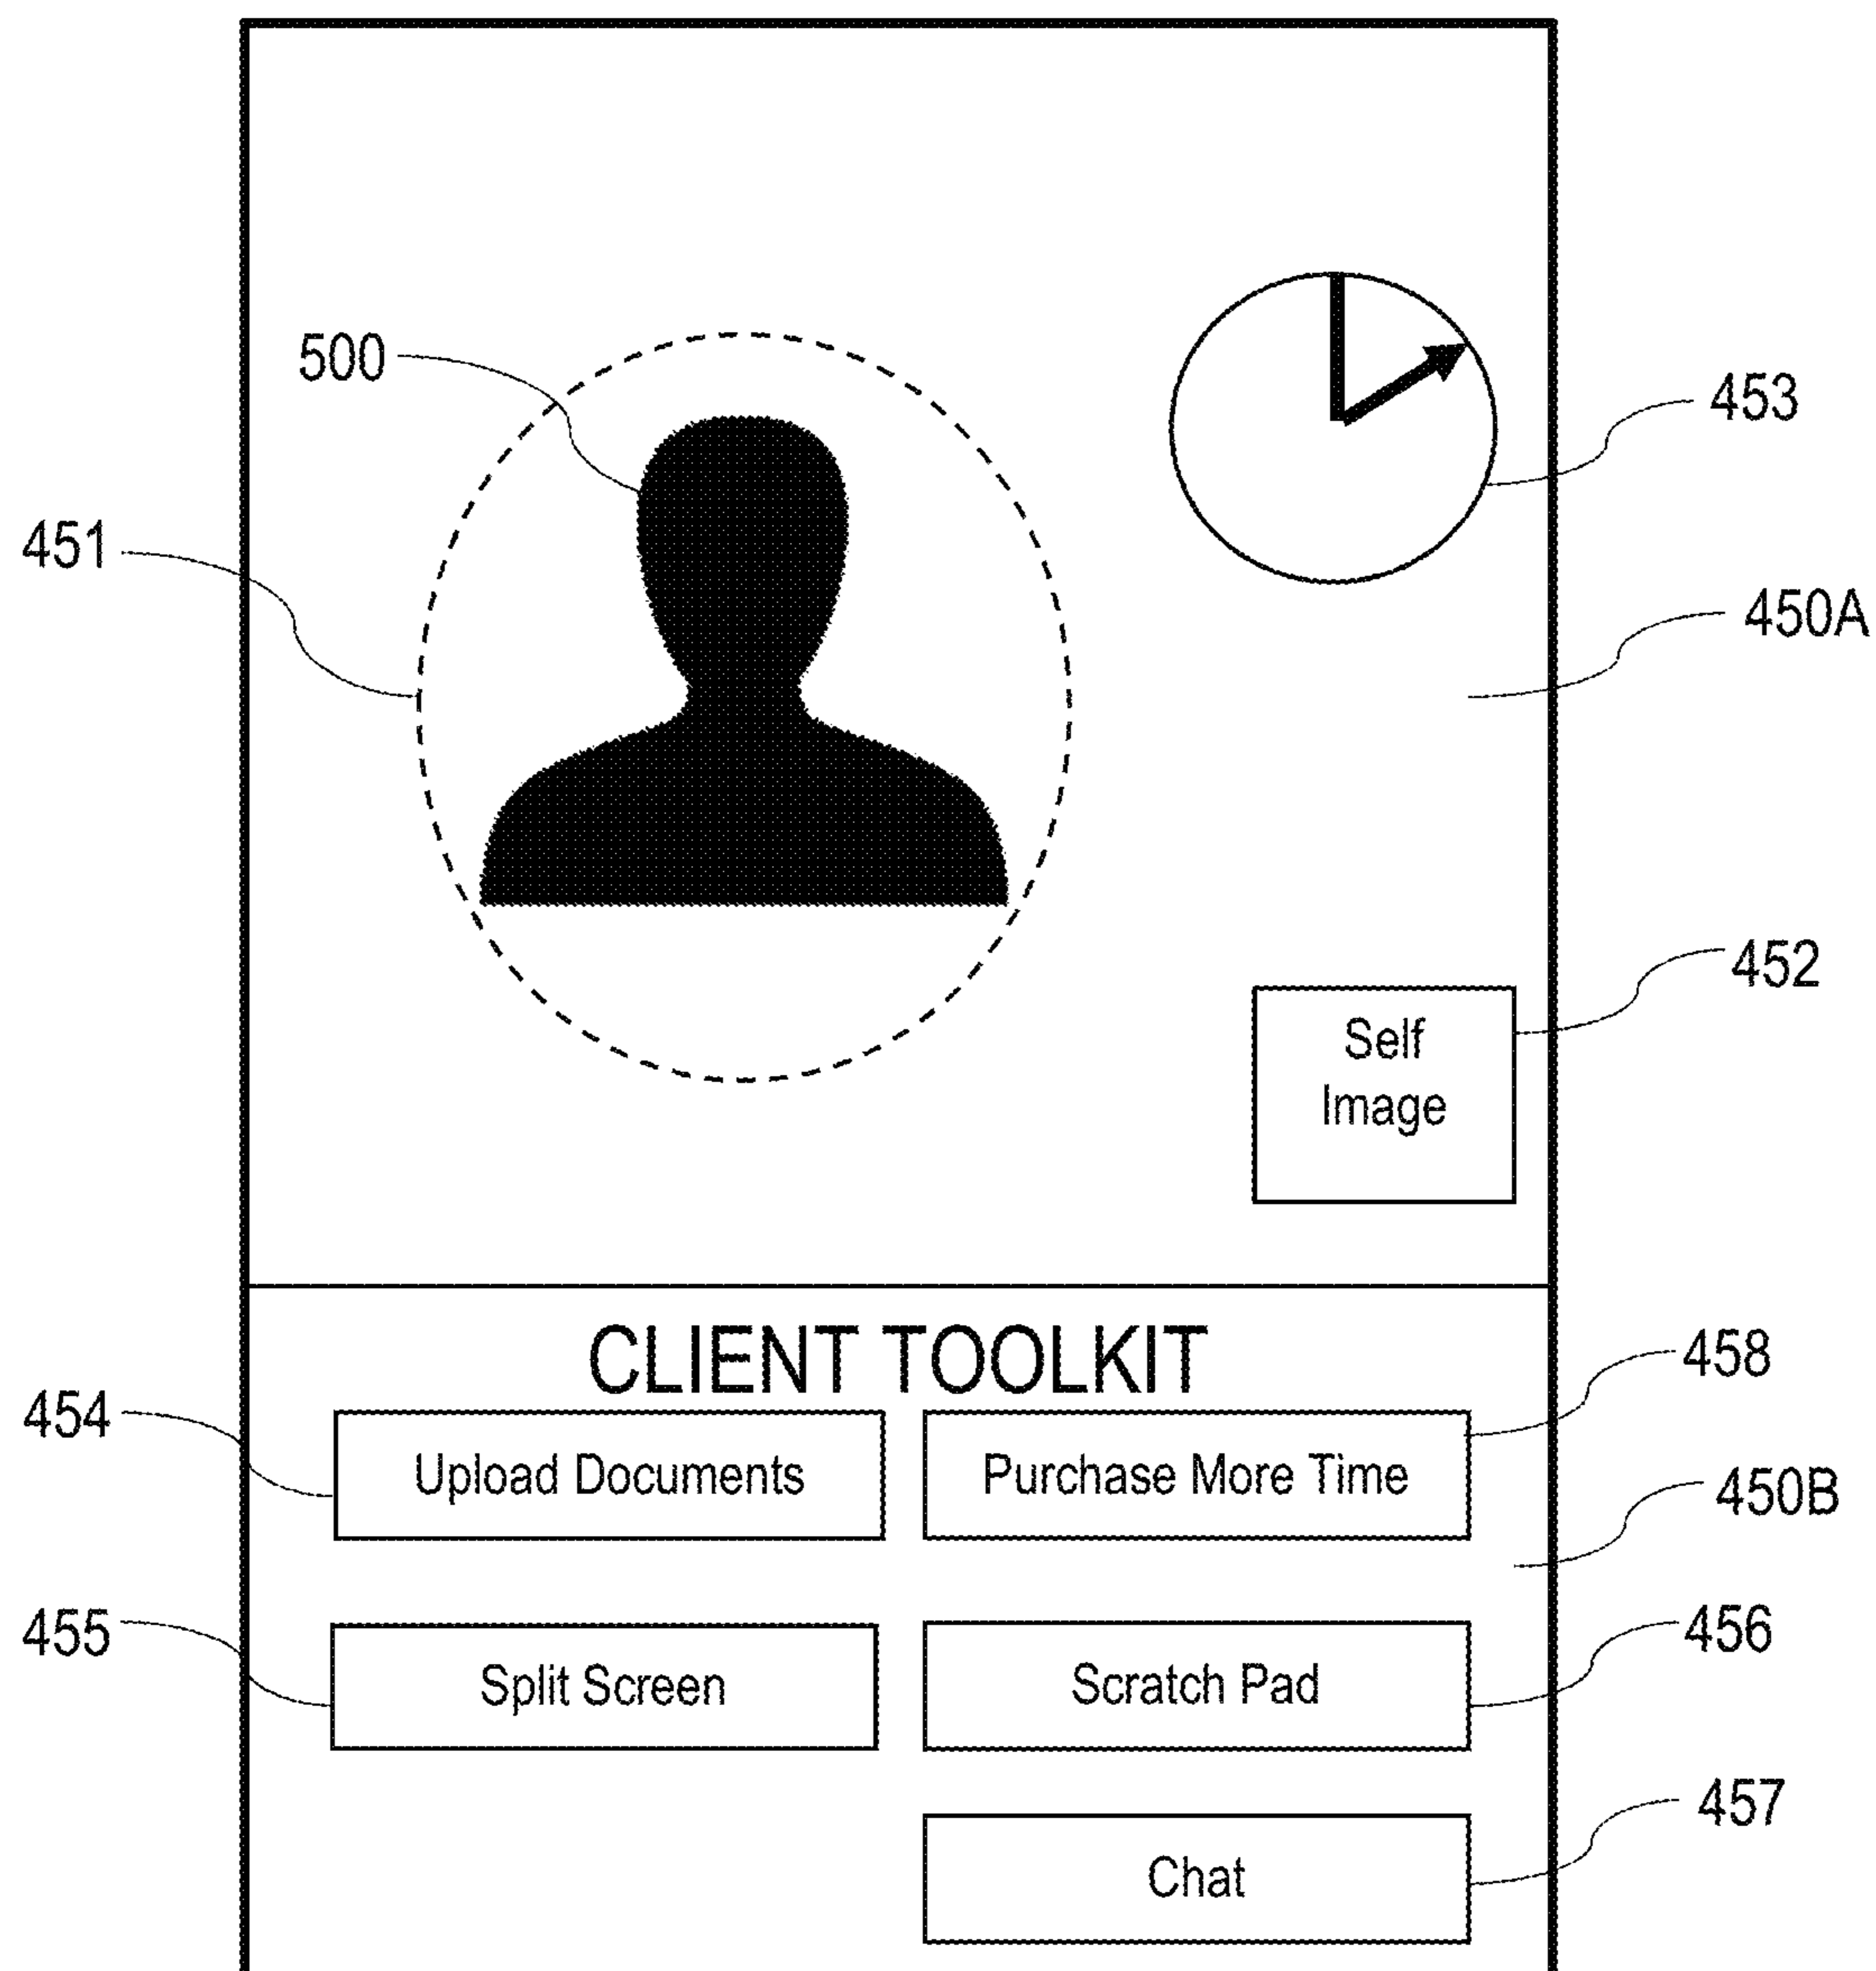 500
453
451
450A
452
Self
Image
CLIENT TOOLKIT
458
454
Upload Documents
Purchase More Time
450B
455
Split Screen
Scratch Pad
456
457
Chat